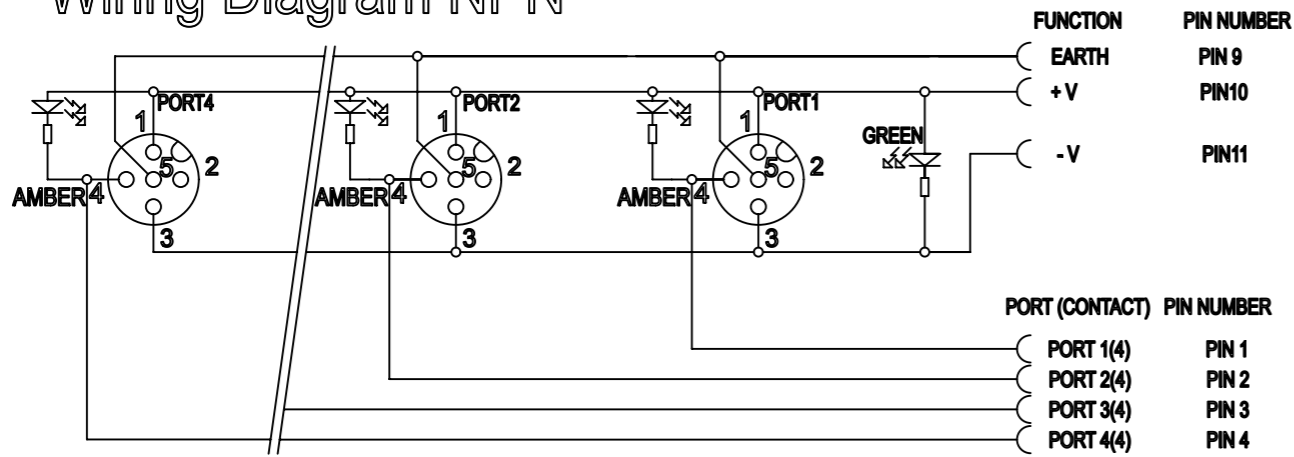 Wiring Diagram NPN
FUNCTION PIN NUMBER
EARTH PIN 9
+ V PIN10
- V PIN11
PORT4 PORT2 PORT1
1 1 1
GREEN
5 2 5 2 5 2
AMBER 4 AMBER 4 AMBER 4
3 3 3
PORT (CONTACT) PIN NUMBER
PORT 1(4) PIN 1
PORT 2(4) PIN 2
PORT 3(4) PIN 3
PORT 4(4) PIN 4